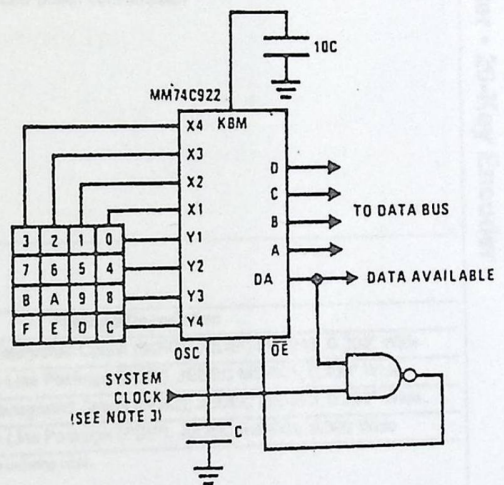 10C
MM74C922
X4 KBM
X3
X2
X1
Y1
Y2
Y3
Y4
D
C
B
A
TO DATA BUS
DA
DATA AVAILABLE
3 2 1 0
7 6 5 4
B A 9 8
F E D C
OSC
OE
SYSTEM
CLOCK
(SEE NOTE 3)
C